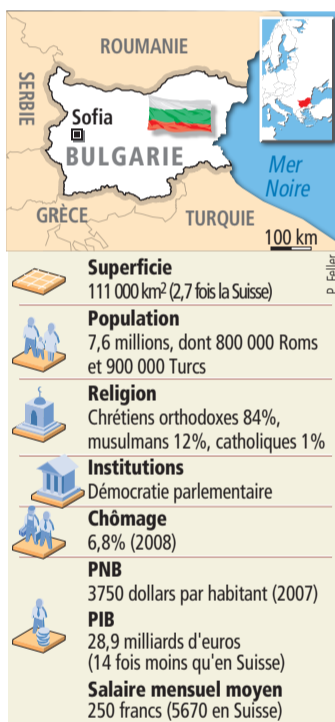 ROUMANIE
SERBIE
Sofia
BULGARIE
Mer
Noire
GRÈCE
TURQUIE
100 km
P. Feller
Superficie
111 000 km² (2,7 fois la Suisse)
Population
7,6 millions, dont 800 000 Roms
et 900 000 Turcs
Religion
Chrétiens orthodoxes 84%,
musulmans 12%, catholiques 1%
Institutions
Démocratie parlementaire
Chômage
6,8% (2008)
PNB
3750 dollars par habitant (2007)
PIB
28,9 milliards d'euros
(14 fois moins qu'en Suisse)
Salaire mensuel moyen
250 francs (5670 en Suisse)